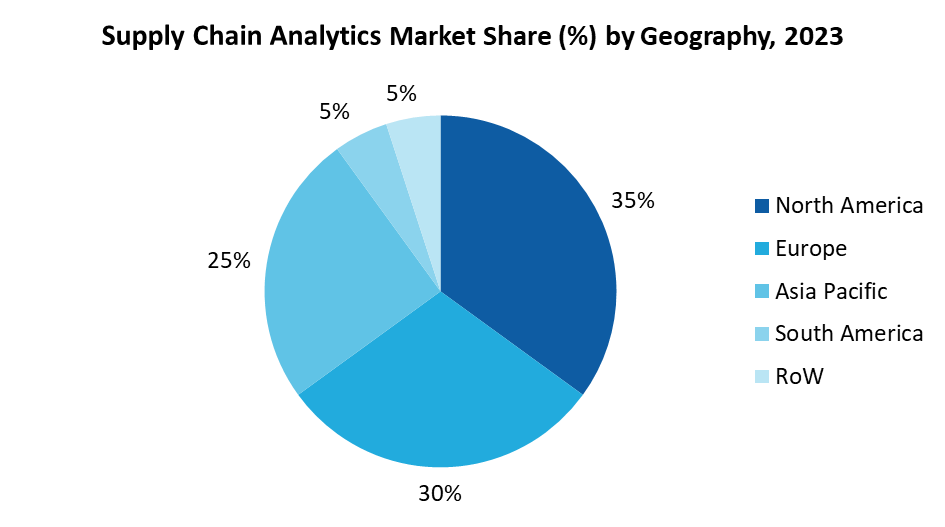 Supply Chain Analytics Market Share (%) by Geography, 2023
5%
5%
35%
25%
30%
North America
Europe
Asia Pacific
South America
RoW